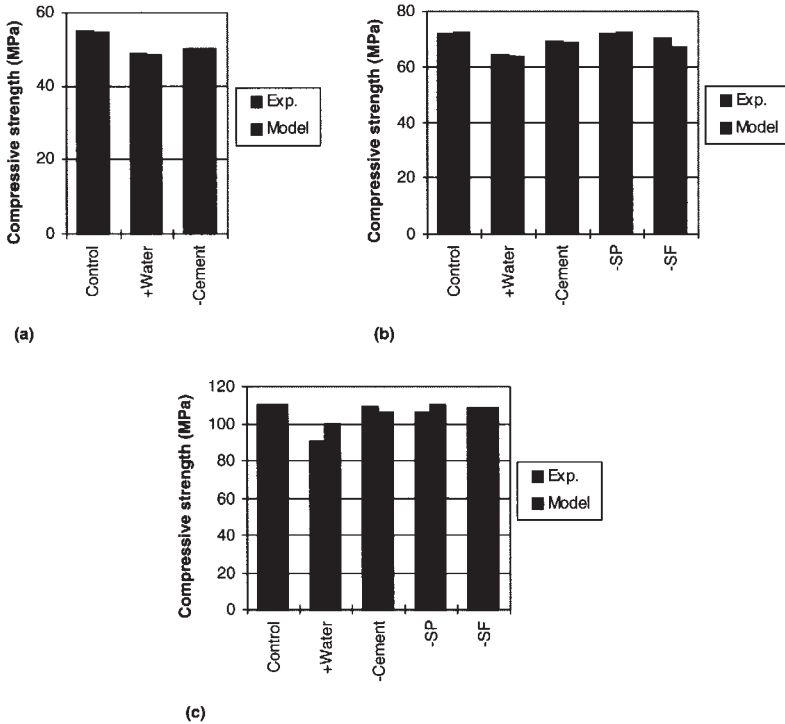 Compressive strength (MPa)
60
40
20
0
Control
+Water
-Cement
Exp.
Model
(a)
Compressive strength (MPa)
80
60
40
20
0
Control
+Water
-Cement
-SP
-SF
Exp.
Model
(b)
Compressive strength (MPa)
120
100
80
60
40
20
0
Control
+Water
-Cement
-SP
-SF
Exp.
Model
(c)